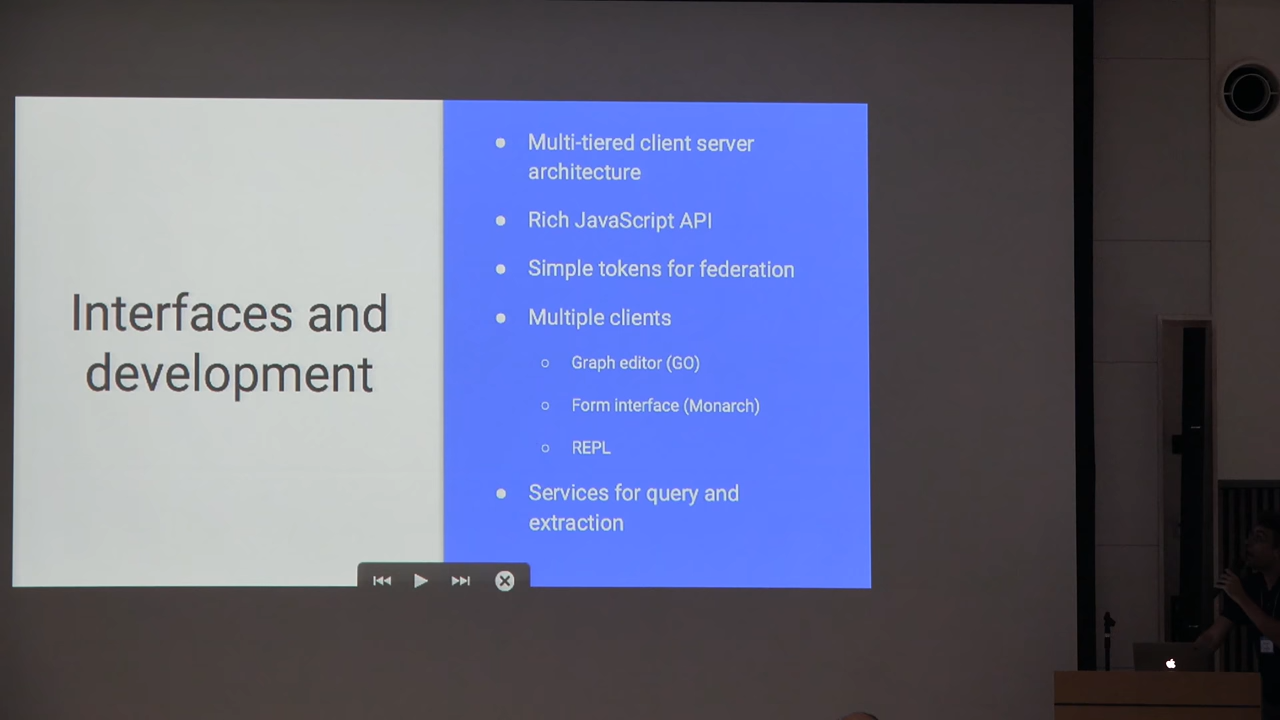 Interfaces and
development
● Multi-tiered client server
architecture
● Rich JavaScript API
● Simple tokens for federation
● Multiple clients
○ Graph editor (GO)
○ Form interface (Monarch)
○ REPL
● Services for query and
extraction